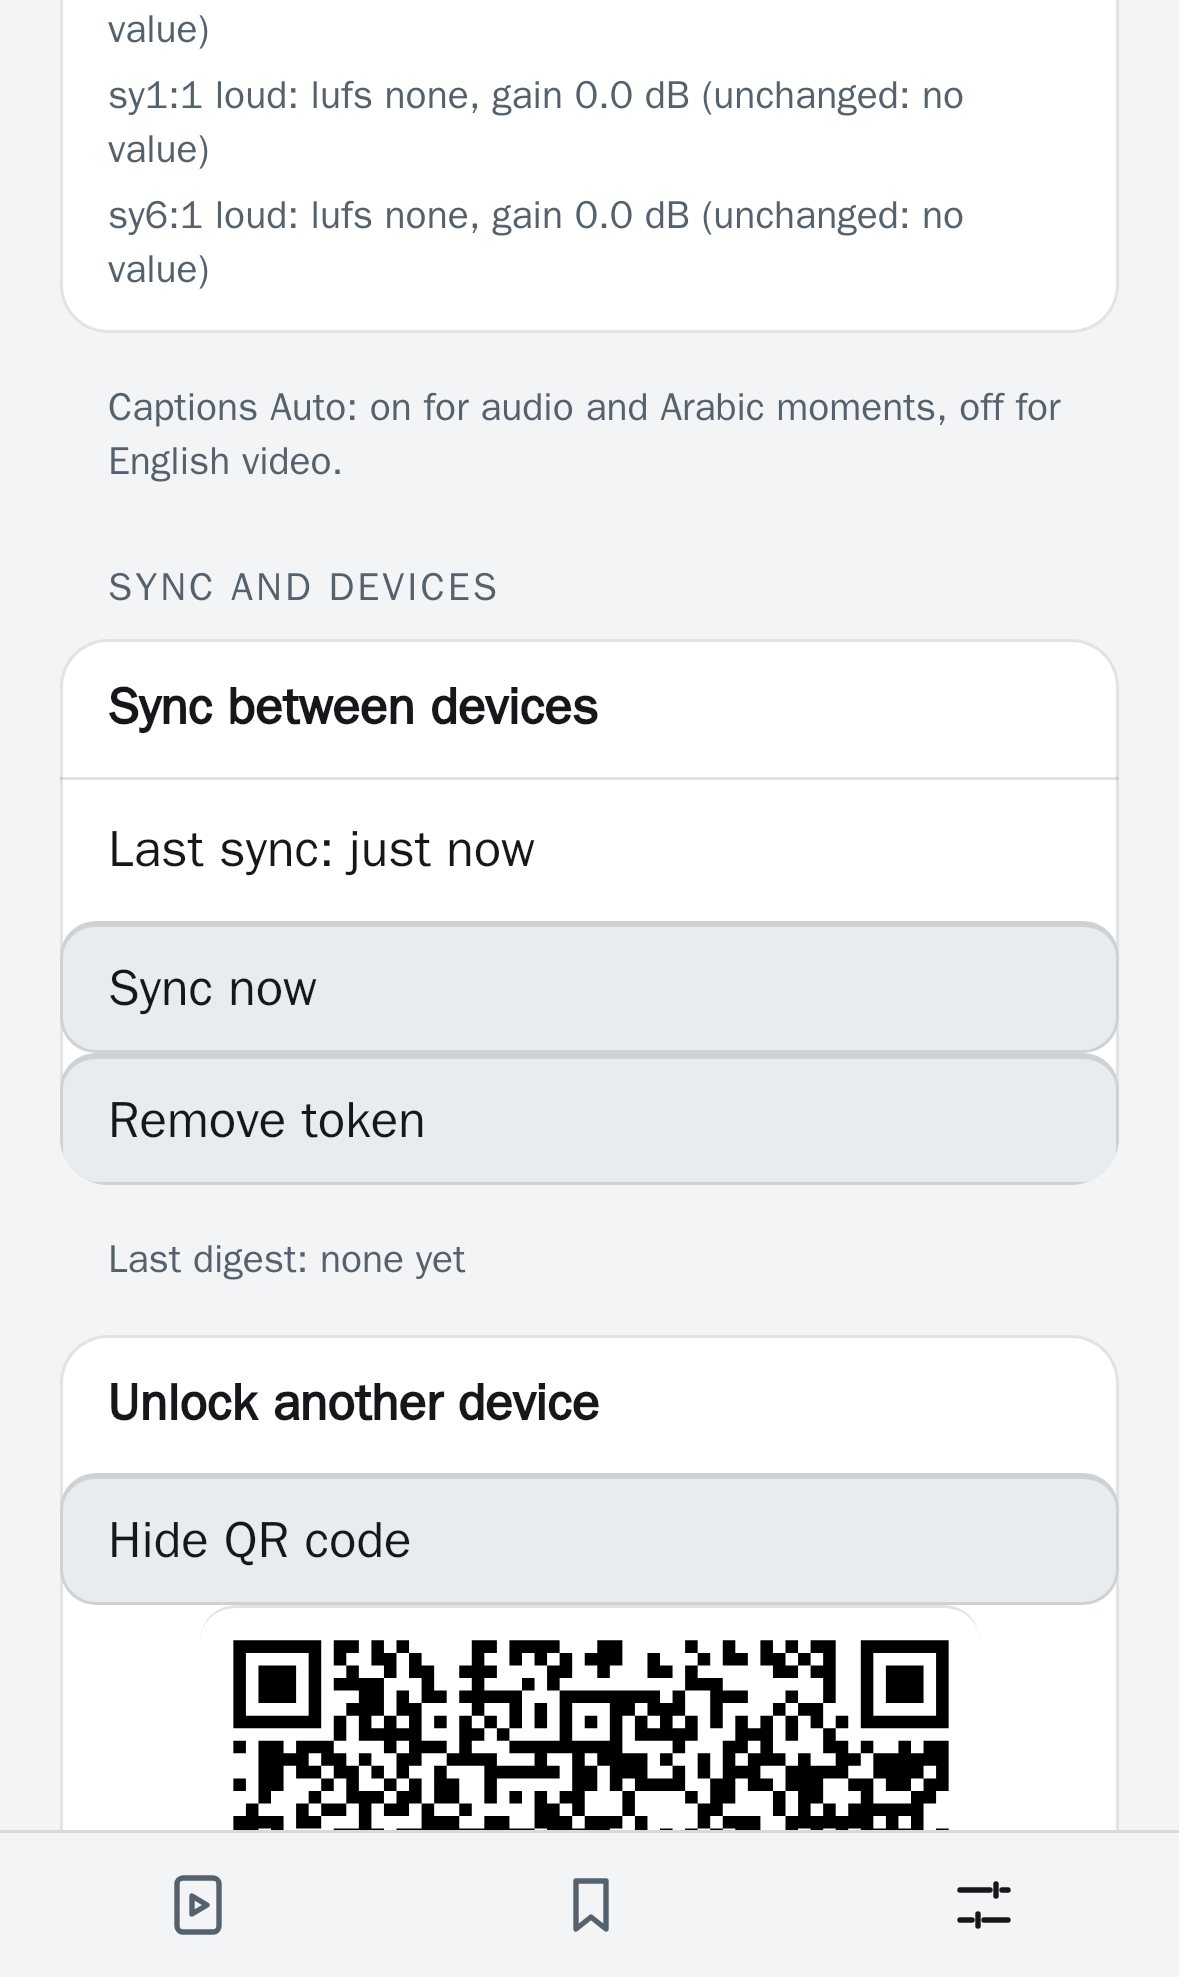 value)
sy1:1 loud: lufs none, gain 0.0 dB (unchanged: no
value)
sy6:1 loud: lufs none, gain 0.0 dB (unchanged: no
value)
Captions Auto: on for audio and Arabic moments, off for
English video.
SYNC AND DEVICES
Sync between devices
Last sync: just now
Sync now
Remove token
Last digest: none yet
Unlock another device
Hide QR code